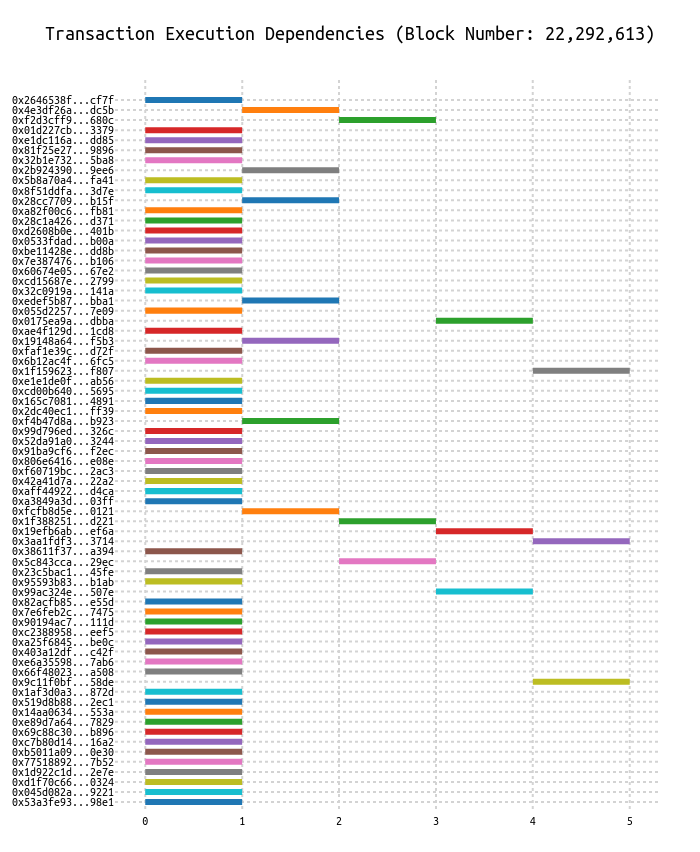 Transaction Execution Dependencies (Block Number: 22,292,613)
0x2646538f...cf7f
0x4e3df26a...dc5b
0xf2d3cff9...680c
0x01d227cb...3379
0xe1dc116a...dd85
0x81f25e27...9896
0x32b1e732...5ba8
0x2b924390...9ee6
0x5b8a70a4...fa41
0x8f51ddfa...3d7e
0x28cc7709...b15f
0xa82f00c6...fb81
0x28c1a426...d371
0xd2608b0e...401b
0x0533fdad...b00a
0xbe11428e...dd8b
0x7e387476...b106
0x60674e05...67e2
0xcd15687e...2799
0x32c0919a...141a
0xedef5b87...bba1
0x055d2257...7e09
0x0175ea9a...dbba
0xae4f129d...1cd8
0x19148a64...f5b3
0xfaf1e39c...d72f
0x6b12ac4f...6fc5
0x1f159623...f807
0xe1e1de0f...ab56
0xcd00b640...5695
0x165c7081...4891
0x2dc40ec1...ff39
0xf4b47d8a...b923
0x99d796ed...326c
0x52da91a0...3244
0x91ba9cf6...f2ec
0x806e6416...e08e
0xf60719bc...2ac3
0x42a41d7a...22a2
0xaff44922...d4ca
0xa3849a3d...03ff
0xfcfb8d5e...0121
0x1f388251...d221
0x19efb6ab...ef6a
0x3aa1fdf3...3714
0x38611f37...a394
0x5c843cca...29ec
0x23c5bac1...45fe
0x95593b83...b1ab
0x99ac324e...507e
0x82acfb85...e55d
0x7e6feb2c...7475
0x90194ac7...111d
0xc2388958...eef5
0xa25f6845...be0c
0x403a12df...c42f
0xe6a35598...7ab6
0x66f48023...a508
0x9c11f0bf...58de
0x1af3d0a3...872d
0x519d8b88...2ec1
0x14aa0634...553a
0xe89d7a64...7829
0x69c88c30...b896
0xc7b80d14...16a2
0xb5011a09...0e30
0x77518892...7b52
0x1d922c1d...2e7e
0xd1f70c66...0324
0x045d082a...9221
0x53a3fe93...98e1
0 1 2 3 4 5